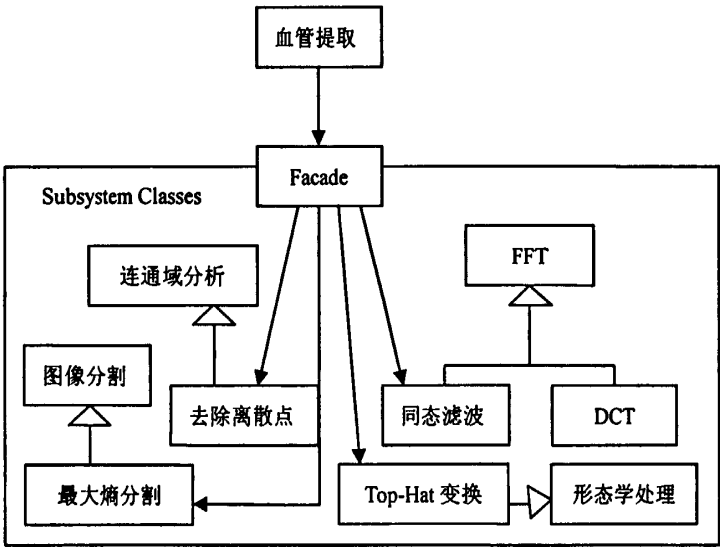 血管提取
Facade
Subsystem Classes
FFT
连通域分析
图像分割
去除离散点
同态滤波
DCT
最大熵分割
Top-Hat 变换
形态学处理